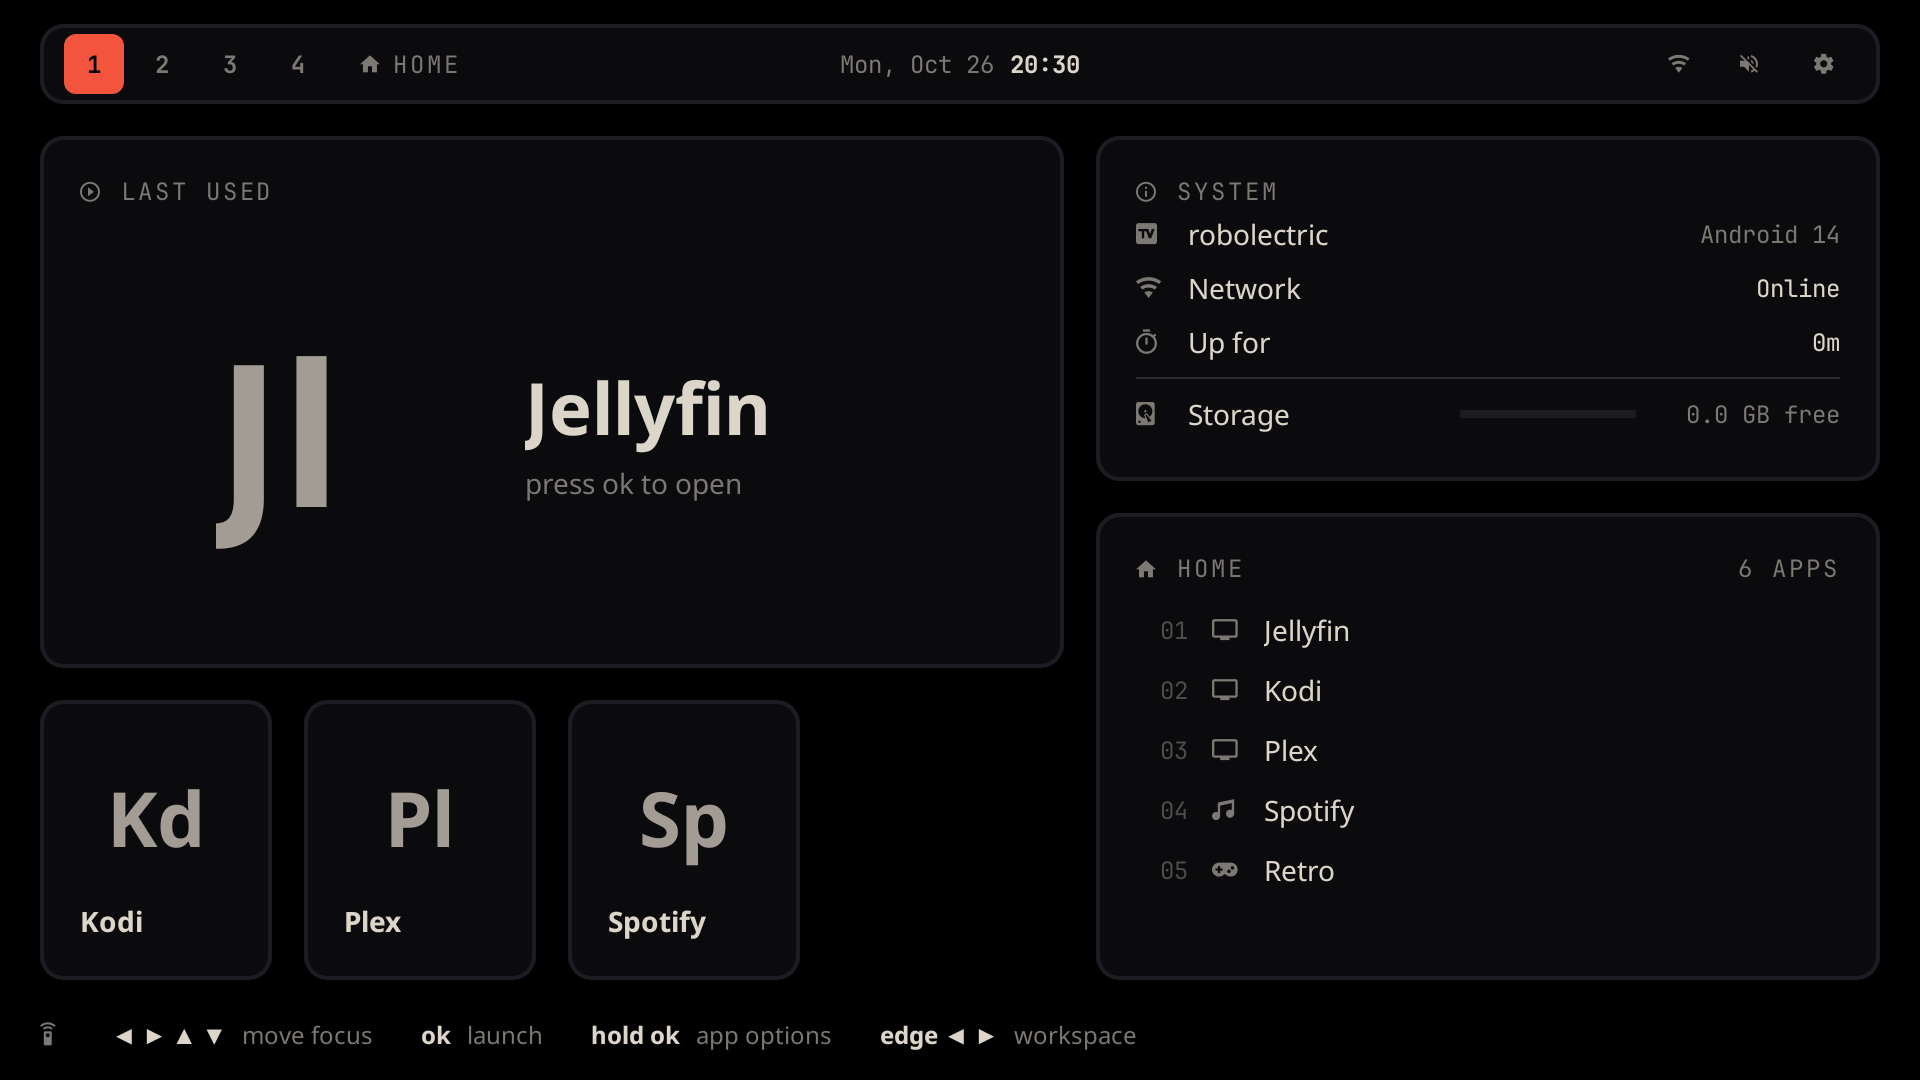 1 2 3 4 HOME Mon, Oct 26 20:30
LAST USED
Jl
Jellyfin
press ok to open
SYSTEM
TV robolectric Android 14
Network Online
Up for 0m
Storage 0.0 GB free
HOME 6 APPS
01 Jellyfin
02 Kodi
03 Plex
04 Spotify
05 Retro
Kd
Kodi
Pl
Plex
Sp
Spotify
◀ ▶ ▲ ▼ move focus ok launch hold ok app options edge ◀ ▶ workspace